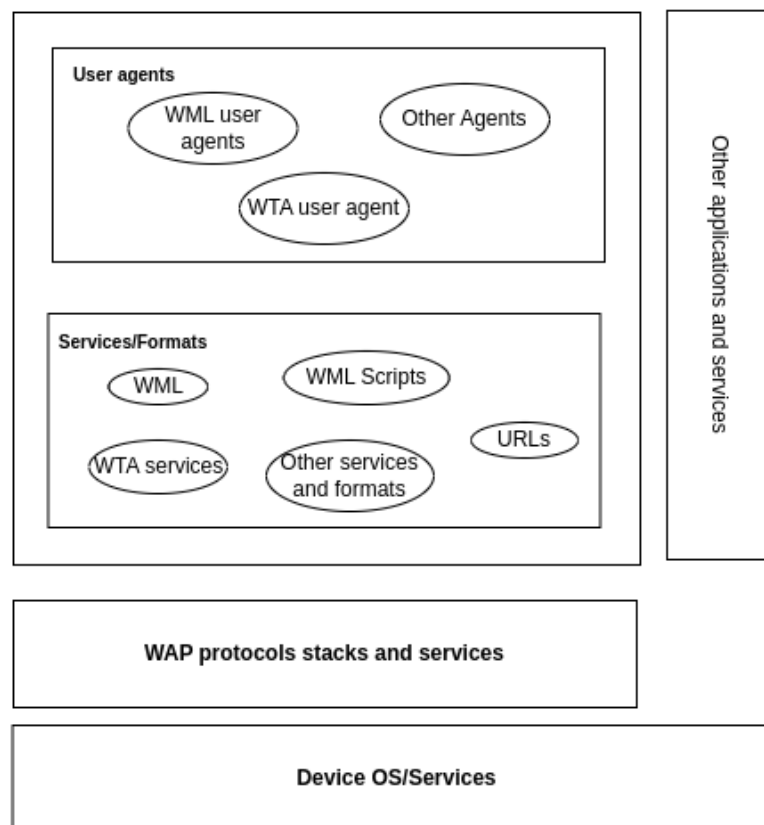 User agents
WML user
agents
Other Agents
WTA user agent
Services/Formats
WML
WML Scripts
URLs
WTA services
Other services
and formats
Other applications and services
WAP protocols stacks and services
Device OS/Services